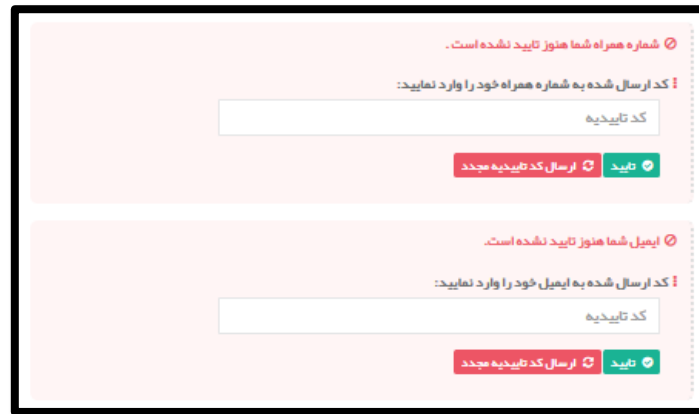 شماره همراه شما هنوز تایید نشده است .
کد ارسال شده به شماره همراه خود را وارد نمایید:
کد تاییدیه
تایید ارسال کد تاییدیه مجدد
ایمیل شما هنوز تایید نشده است.
کد ارسال شده به ایمیل خود را وارد نمایید:
کد تاییدیه
تایید ارسال کد تاییدیه مجدد